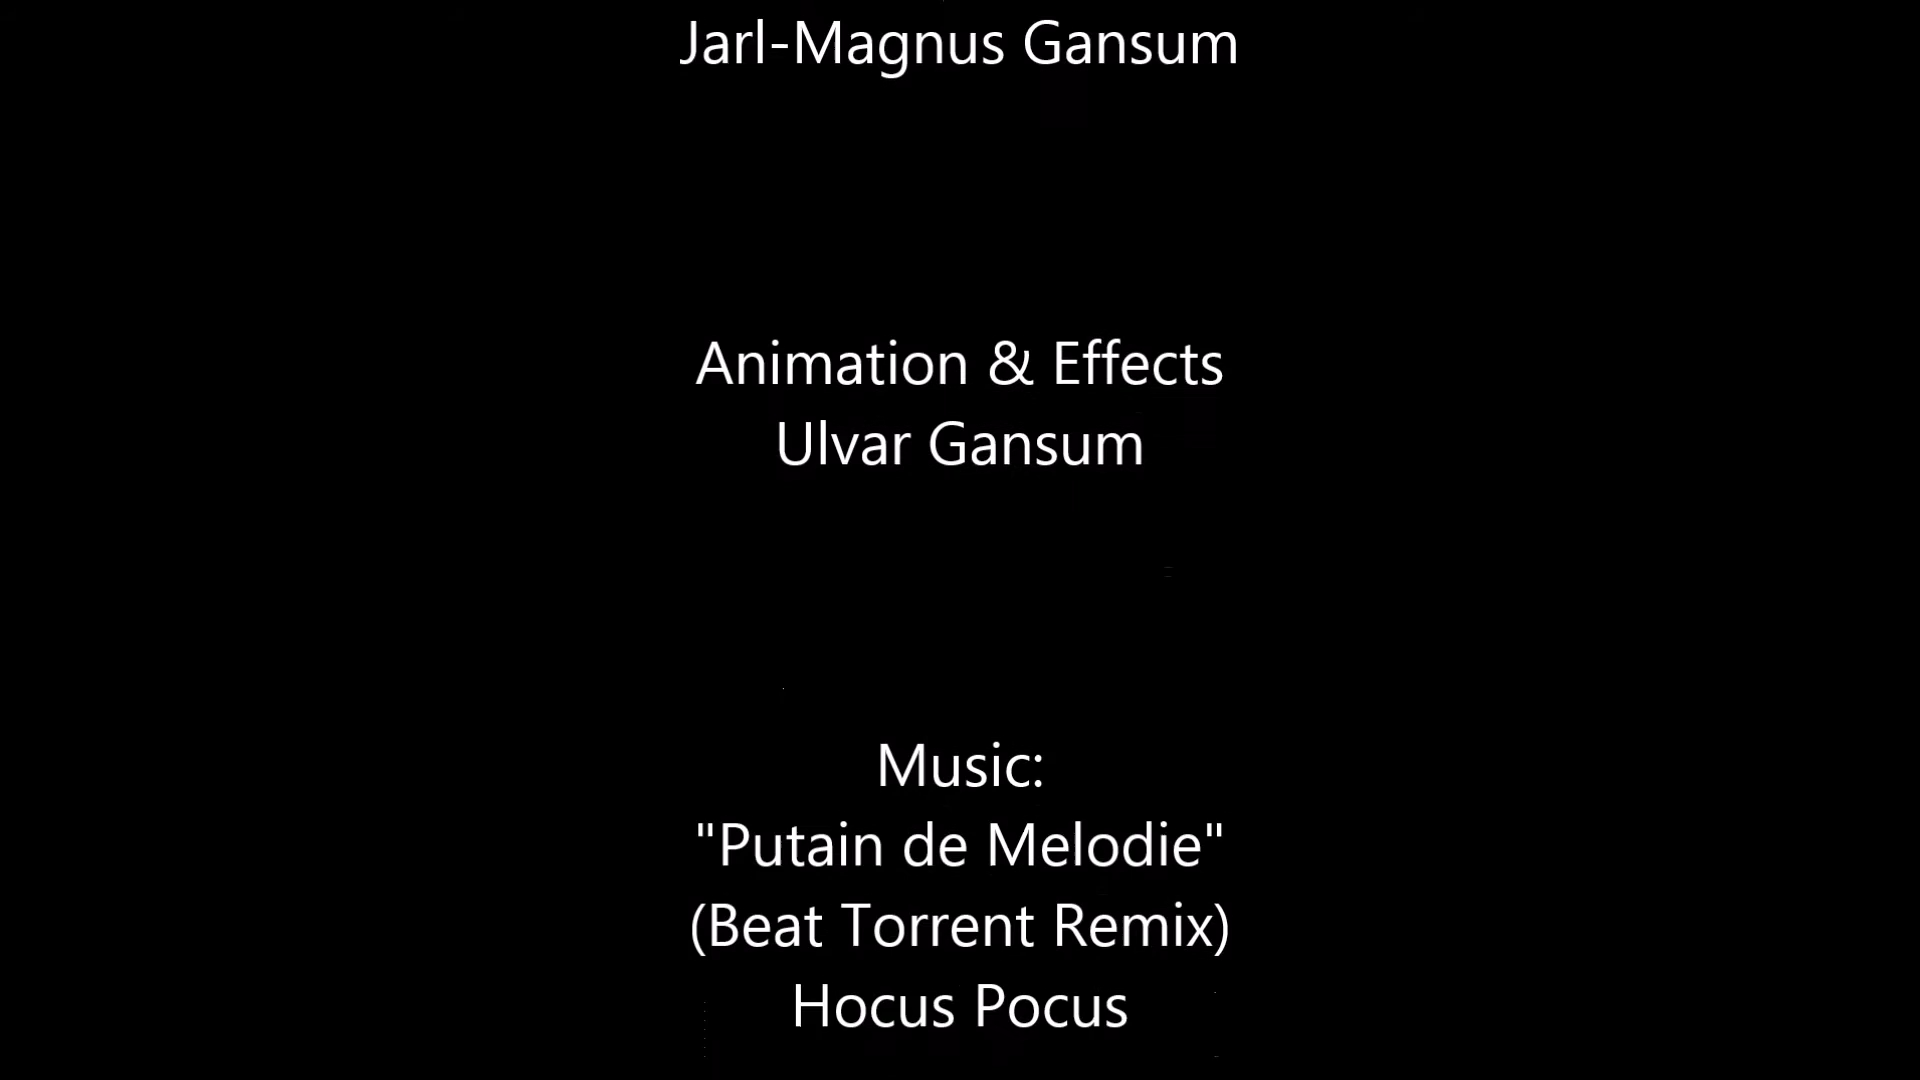 Jarl-Magnus Gansum
Animation & Effects
Ulvar Gansum
Music:
"Putain de Melodie"
(Beat Torrent Remix)
Hocus Pocus